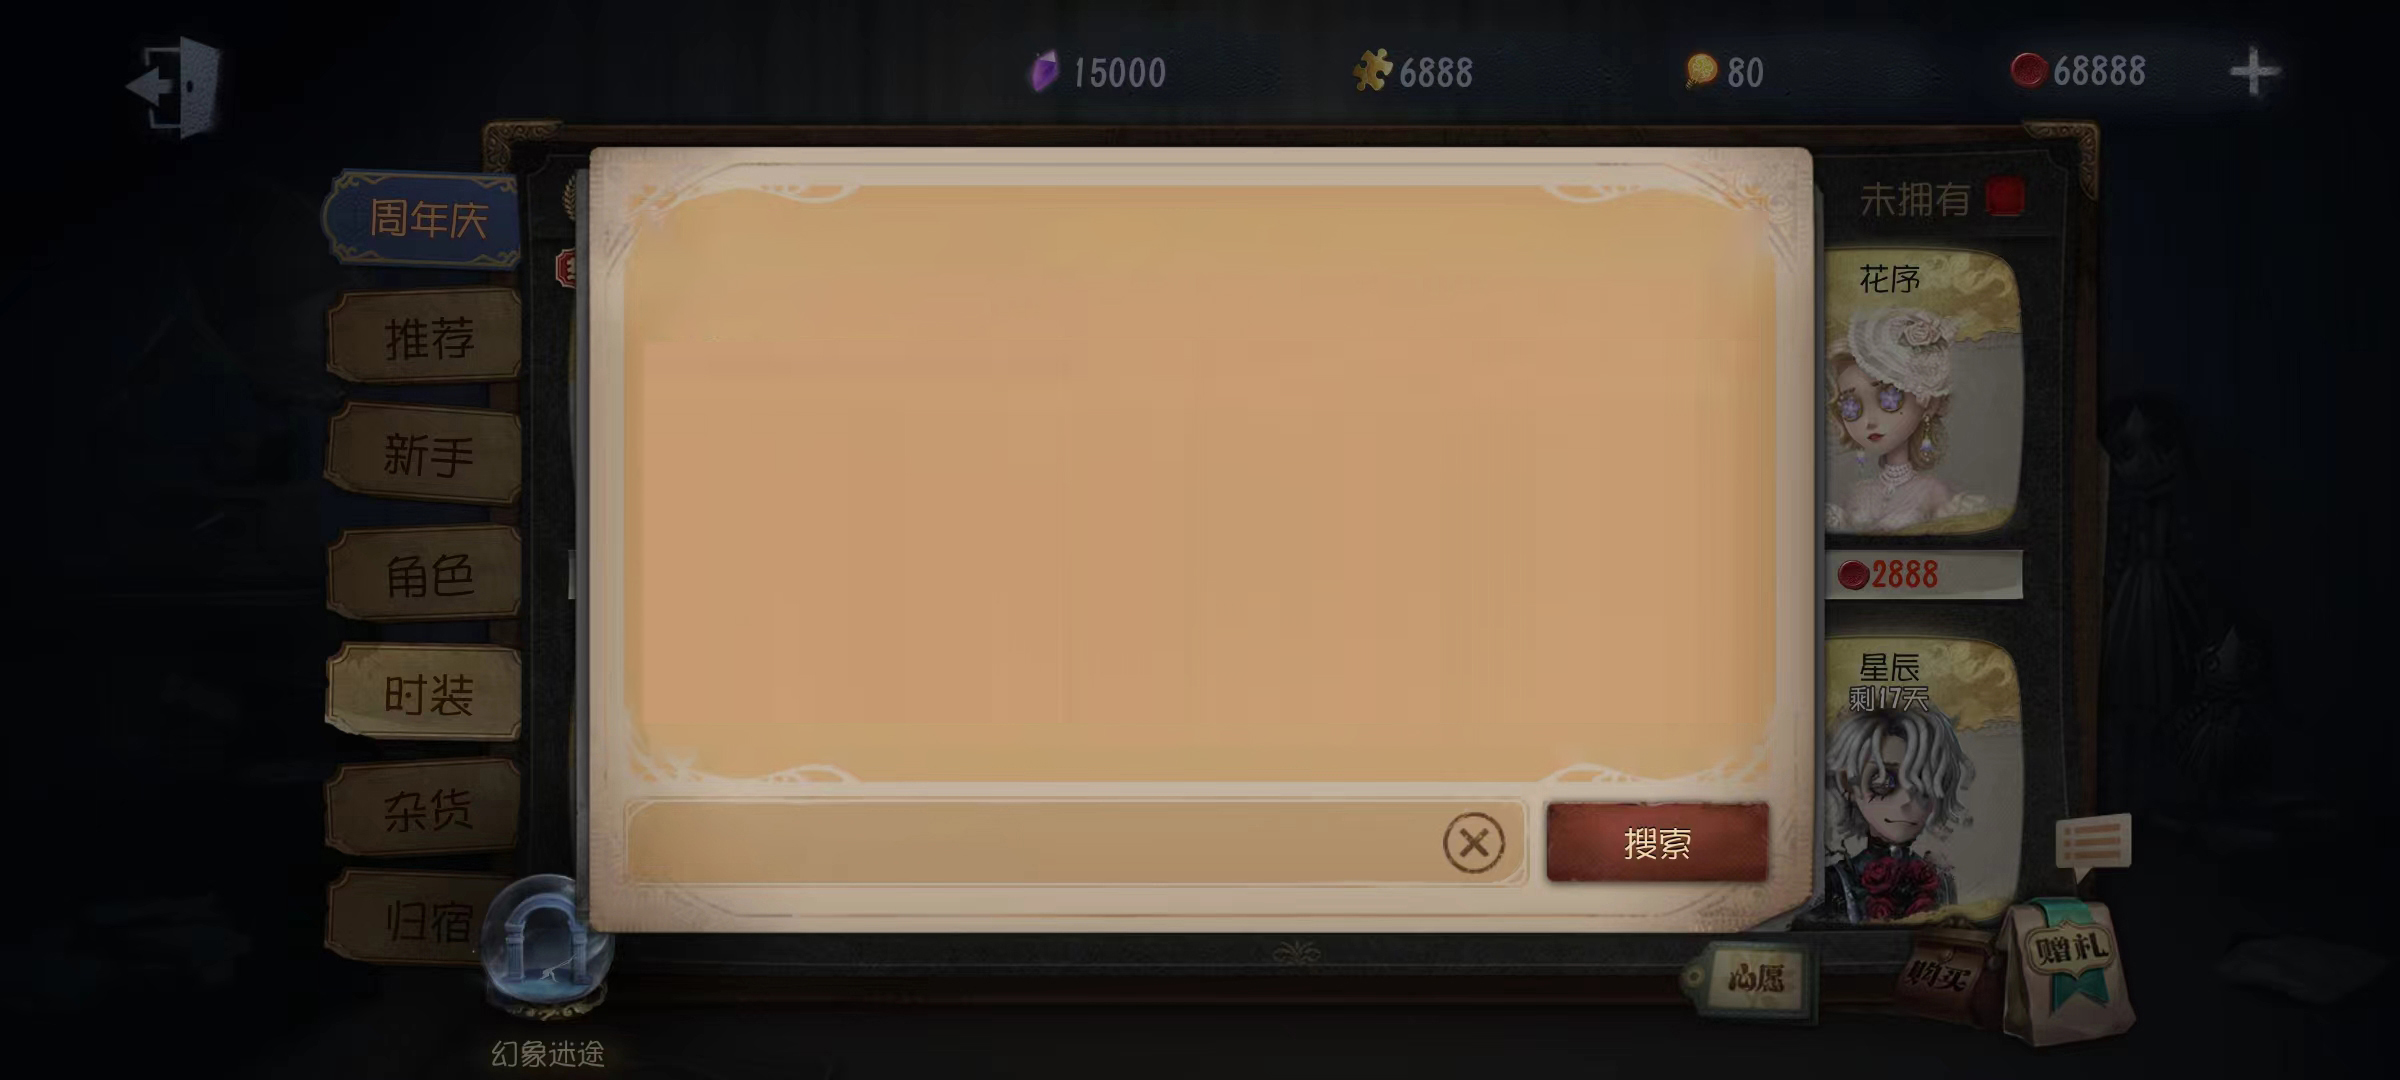 15000
6888
80
68888
周年庆
推荐
新手
角色
时装
杂货
归宿
未拥有
花序
2888
星辰
剩17天
搜索
心愿
购买
赠礼
幻象迷途